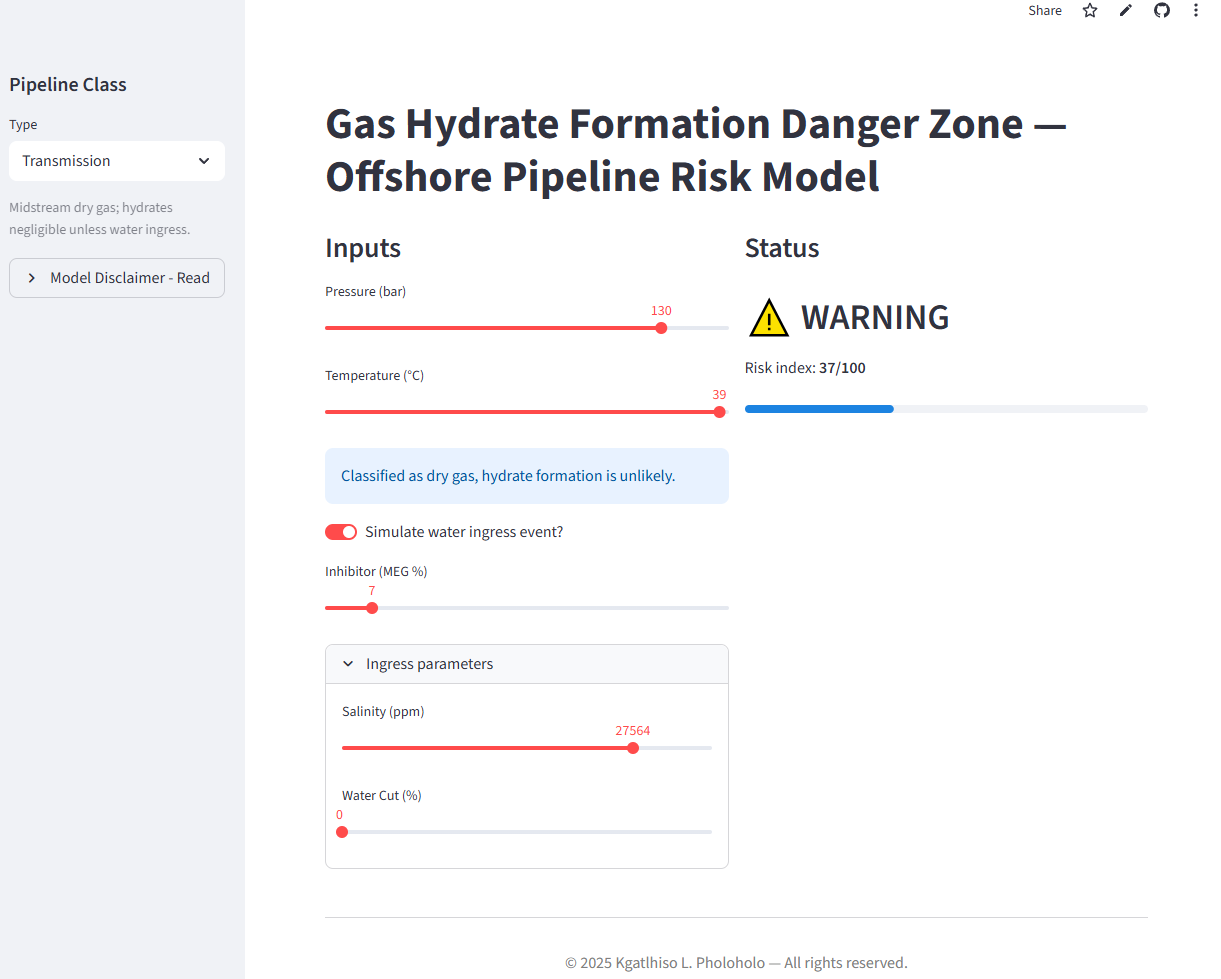 Share
Pipeline Class
Type
Transmission
Midstream dry gas; hydrates
negligible unless water ingress.
Model Disclaimer - Read
Gas Hydrate Formation Danger Zone —
Offshore Pipeline Risk Model
Inputs
Pressure (bar)
130
Temperature (°C)
39
Classified as dry gas, hydrate formation is unlikely.
Simulate water ingress event?
Inhibitor (MEG %)
7
Ingress parameters
Salinity (ppm)
27564
Water Cut (%)
0
Status
WARNING
Risk index: 37/100
© 2025 Kgatlhiso L. Pholoholo — All rights reserved.